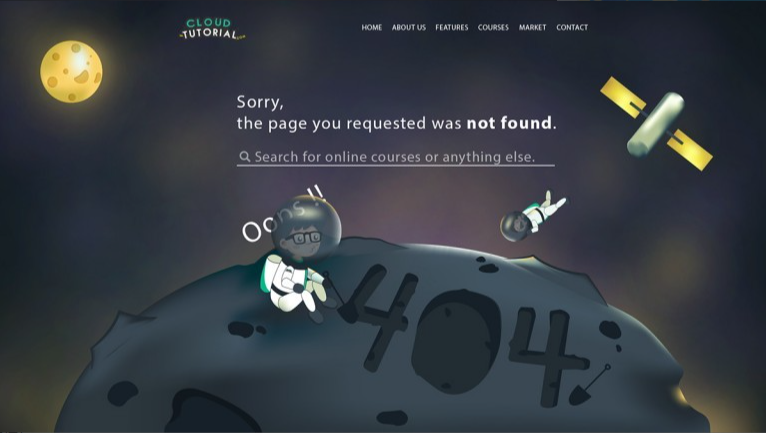 CLOUD
TUTORIAL
HOME ABOUT US FEATURES COURSES MARKET CONTACT
Sorry,
the page you requested was not found.
Search for online courses or anything else.
Oops !!
404